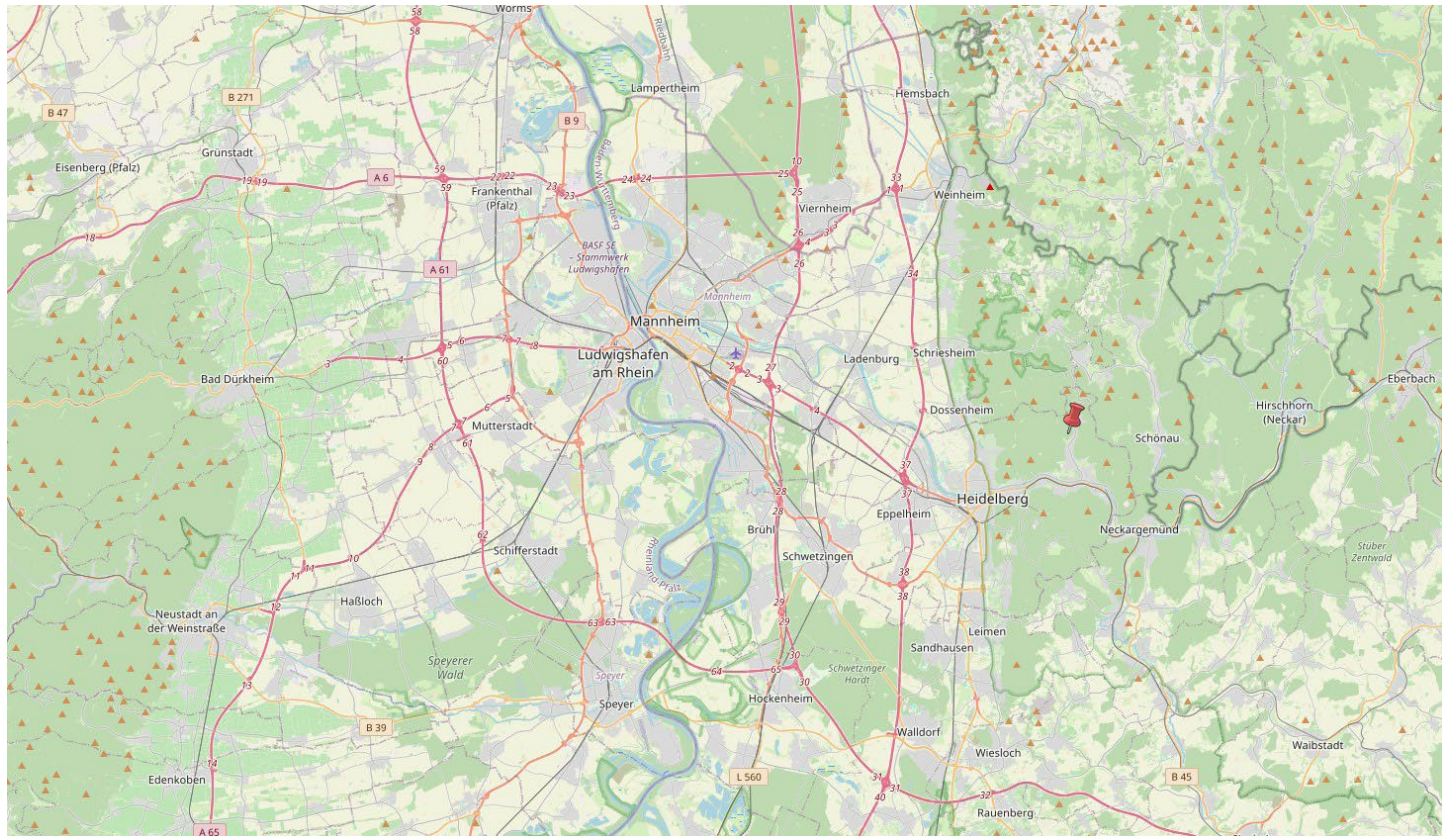 Worms
58
58
Riedbahn
Lampertheim
Hemsbach
B 271
B 47
B 9
Grünstadt
Eisenberg (Pfalz)
Baden-Württemberg
10
59
A 6
22
22
23
24
24
25
33
19
19
59
Frankenthal
(Pfalz)
23
25
Weinheim
Viernheim
18
26
4
3
26
BASF SE
– Stammwerk
Ludwigshafen
A 61
34
Mannheim
Mannheim
3
4
5
6
7
8
60
Ludwigshafen
am Rhein
2
2
3
27
3
Ladenburg
Schriesheim
Bad Dürkheim
Eberbach
6
5
4
Dossenheim
Hirschhorn
(Neckar)
Mutterstadt
7
61
8
9
Schönau
37
37
28
28
Heidelberg
Eppelheim
Brühl
Neckargemünd
62
Schifferstadt
Schwetzingen
Stüber
Zentwald
10
11
11
Rheinland-Pfalz
38
38
12
Haßloch
Neustadt an
der Weinstraße
63
63
29
29
Leimen
Sandhausen
Speyerer
Wald
30
65
64
30
Schwetzinger
Hardt
Speyer
Speyer
13
Hockenheim
B 39
Walldorf
Wiesloch
Waibstadt
14
Edenkoben
L 560
31
31
40
32
B 45
Rauenberg
A 65